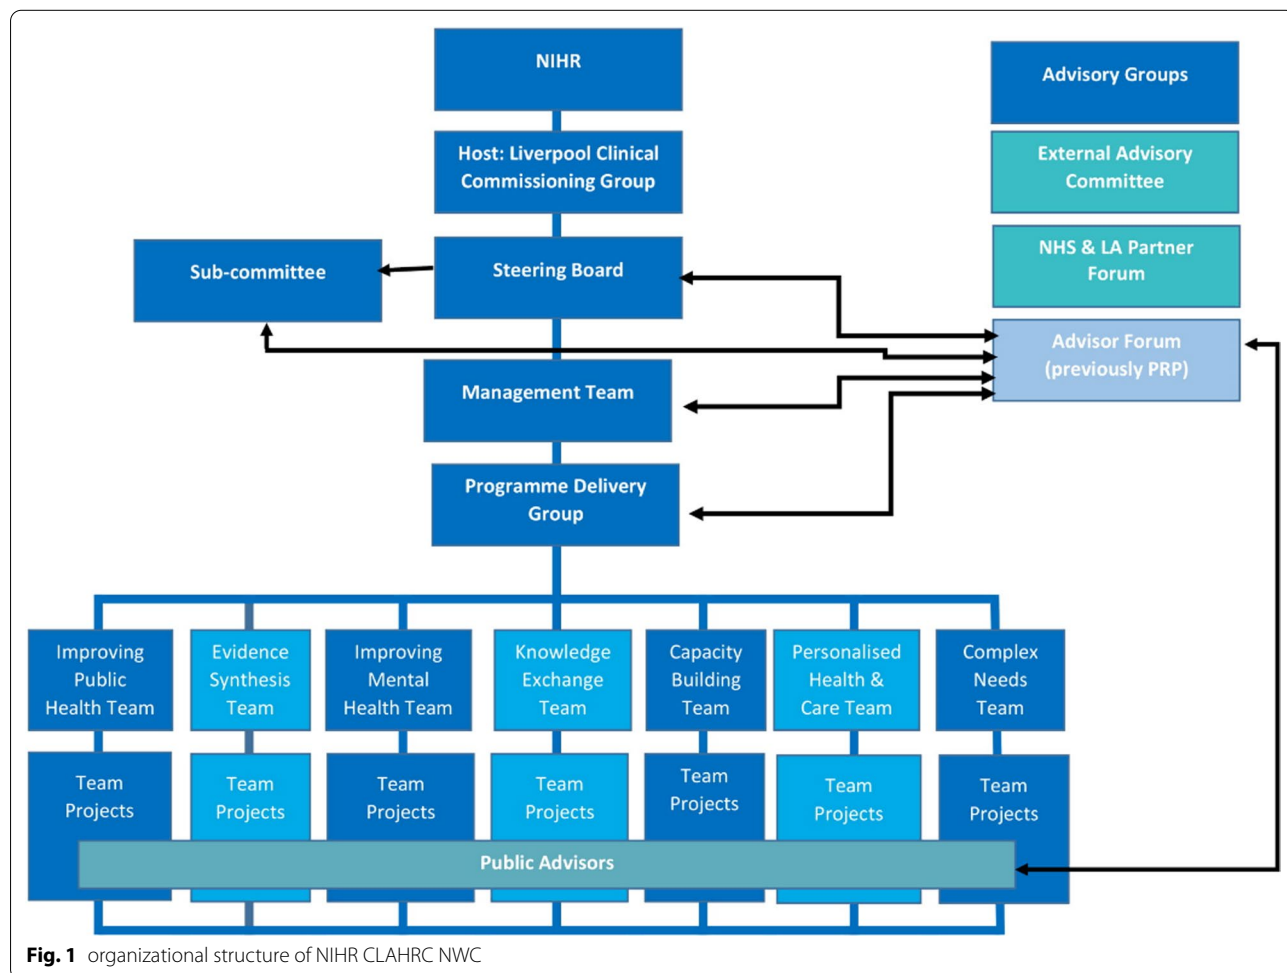 NIHR
Advisory Groups
Host: Liverpool Clinical
Commissioning Group
External Advisory
Committee
Sub-committee
Steering Board
NHS & LA Partner
Forum
Advisor Forum
(previously PRP)
Management Team
Programme Delivery
Group
Improving
Public
Health Team
Evidence
Synthesis
Team
Improving
Mental
Health Team
Knowledge
Exchange
Team
Capacity
Building
Team
Personalised
Health &
Care Team
Complex
Needs
Team
Team
Projects
Team
Projects
Team
Projects
Team
Projects
Team
Projects
Team
Projects
Team
Projects
Public Advisors
Fig. 1 organizational structure of NIHR CLAHRC NWC